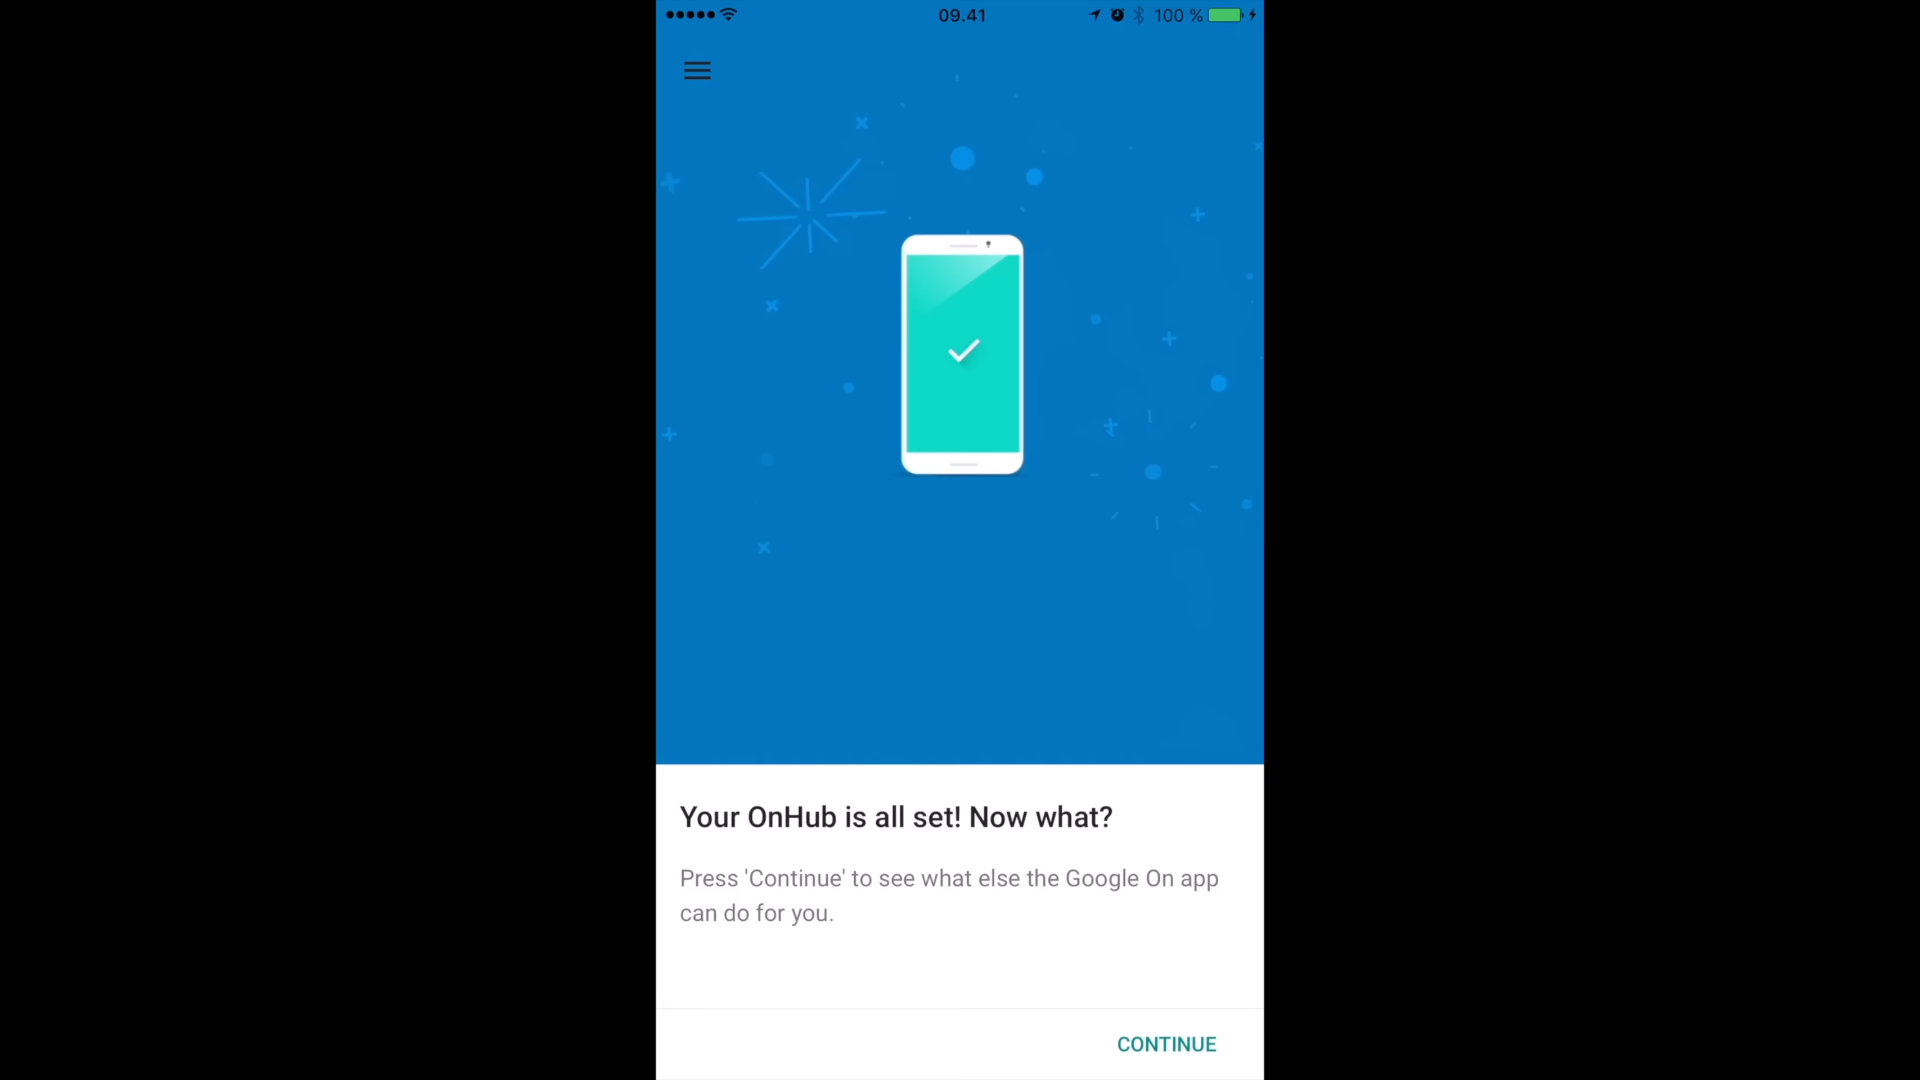 09.41 100 %
Your OnHub is all set! Now what?
Press 'Continue' to see what else the Google On app
can do for you.
CONTINUE